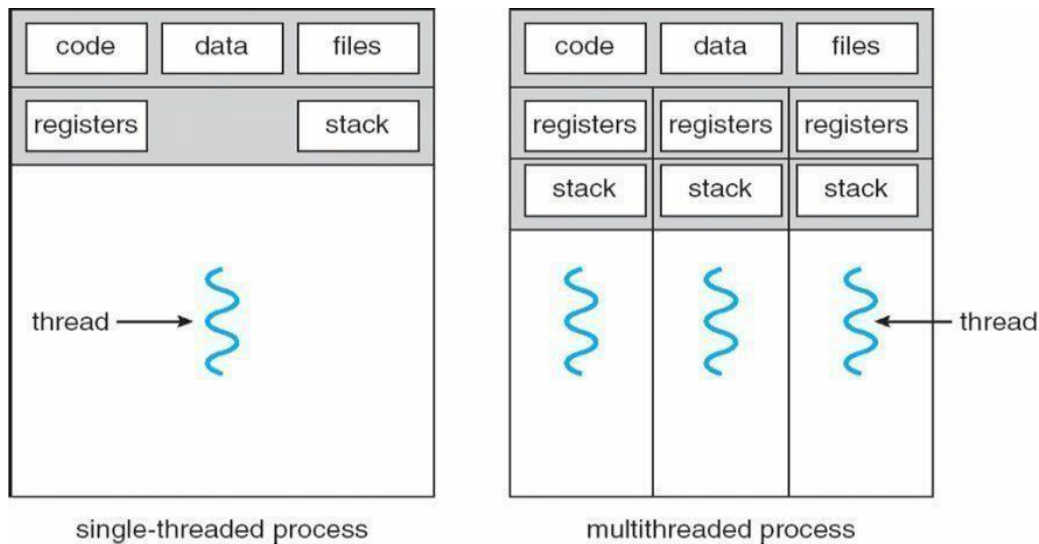 code data files
registers stack
thread
single-threaded process
code data files
registers registers registers
stack stack stack
thread
multithreaded process